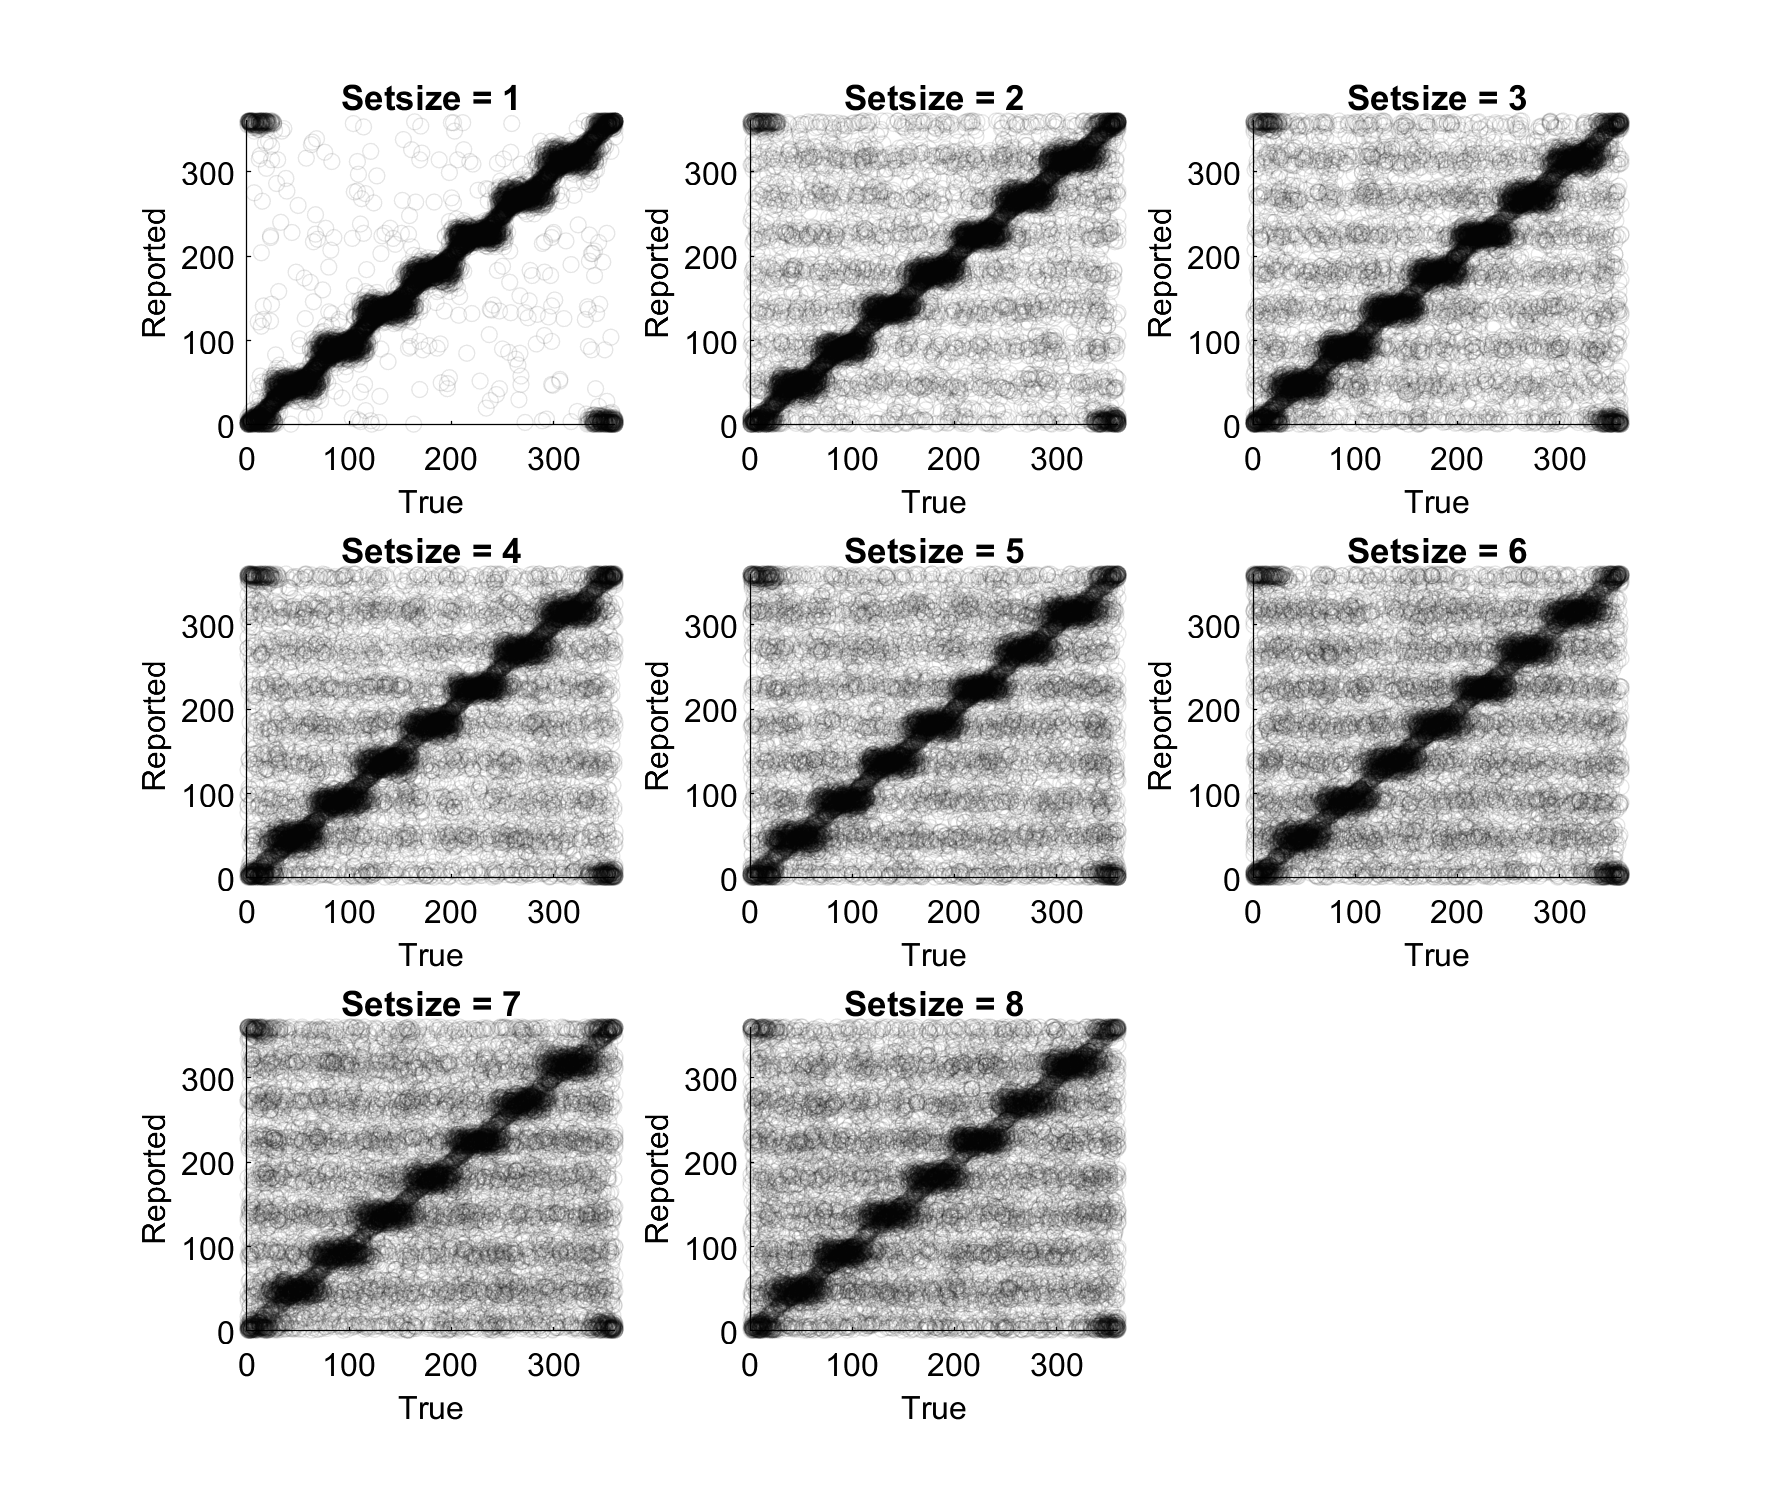 Setsize = 1
Reported
300
200
100
0
0 100 200 300
True
Setsize = 2
Reported
300
200
100
0
0 100 200 300
True
Setsize = 3
Reported
300
200
100
0
0 100 200 300
True
Setsize = 4
Reported
300
200
100
0
0 100 200 300
True
Setsize = 5
Reported
300
200
100
0
0 100 200 300
True
Setsize = 6
Reported
300
200
100
0
0 100 200 300
True
Setsize = 7
Reported
300
200
100
0
0 100 200 300
True
Setsize = 8
Reported
300
200
100
0
0 100 200 300
True